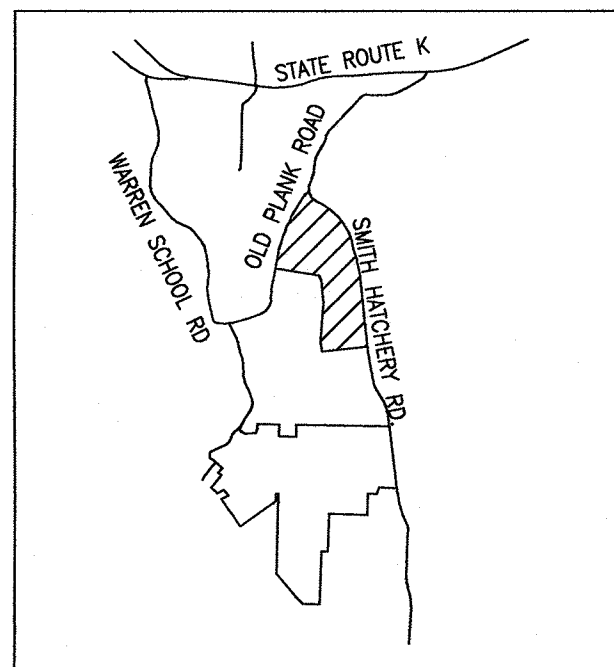 STATE ROUTE K
OLD PLANK ROAD
WARREN SCHOOL RD
SMITH HATCHERY RD.